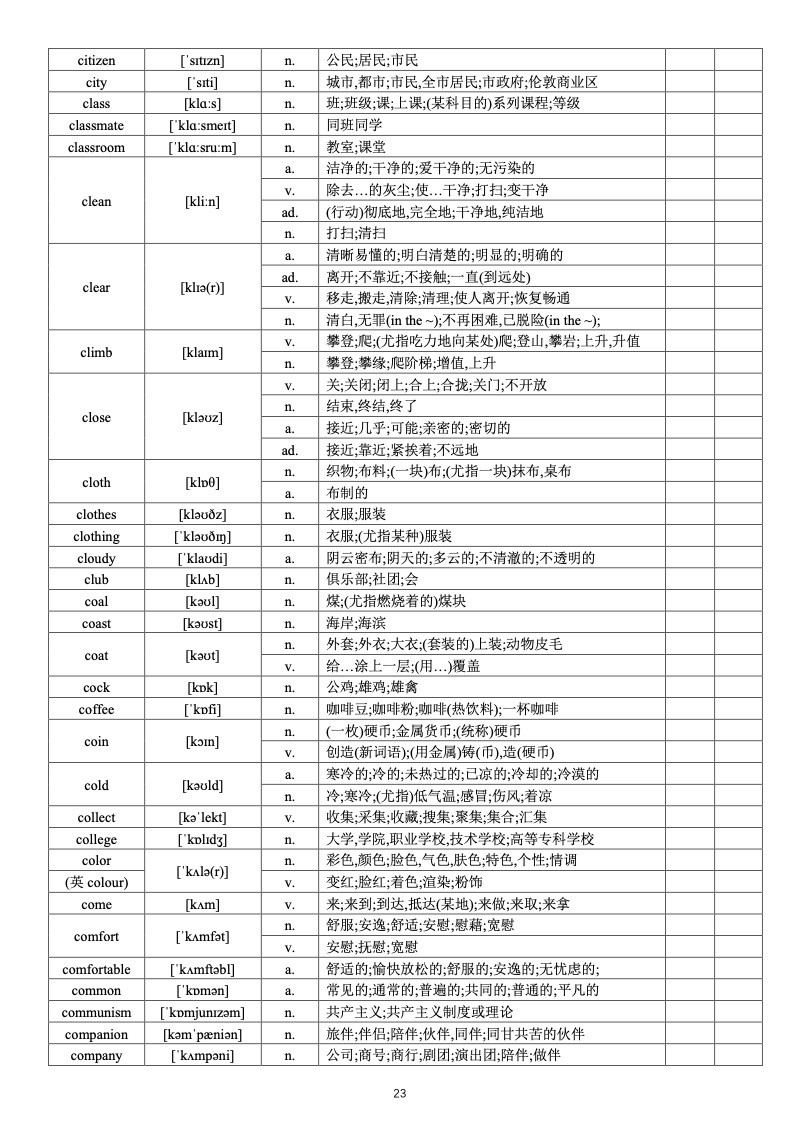 citizen [ˈsɪtɪzn] n. 公民;居民;市民
city [ˈsɪti] n. 城市,都市;市民,全市居民;市政府;伦敦商业区
class [klɑːs] n. 班;班级;课;上课;(某科目的)系列课程;等级
classmate [ˈklɑːsmeɪt] n. 同班同学
classroom [ˈklɑːsruːm] n. 教室;课堂
clean [kliːn] a. 洁净的;干净的;爱干净的;无污染的
v. 除去…的灰尘;使…干净;打扫;变干净
ad. (行动)彻底地,完全地;干净地,纯洁地
n. 打扫;清扫
clear [klɪə(r)] a. 清晰易懂的;明白清楚的;明显的;明确的
ad. 离开;不靠近;不接触;一直(到远处)
v. 移走,搬走,清除;清理;使人离开;恢复畅通
n. 清白,无罪(in the ~);不再困难,已脱险(in the ~);
climb [klaɪm] v. 攀登;爬;(尤指吃力地向某处)爬;登山,攀岩;上升,升值
n. 攀登;攀缘;爬阶梯;增值,上升
close [kləʊz] v. 关;关闭;闭上;合上;合拢;关门;不开放
n. 结束,终结,终了
a. 接近;几乎;可能;亲密的;密切的
ad. 接近;靠近;紧挨着;不远地
cloth [klɒθ] n. 织物;布料;(一块)布;(尤指一块)抹布,桌布
a. 布制的
clothes [kləʊðz] n. 衣服;服装
clothing [ˈkləʊðɪŋ] n. 衣服;(尤指某种)服装
cloudy [ˈklaʊdi] a. 阴云密布;阴天的;多云的;不清澈的;不透明的
club [klʌb] n. 俱乐部;社团;会
coal [kəʊl] n. 煤;(尤指燃烧着的)煤块
coast [kəʊst] n. 海岸;海滨
coat [kəʊt] n. 外套;外衣;大衣;(套装的)上装;动物皮毛
v. 给…涂上一层;(用…)覆盖
cock [kɒk] n. 公鸡;雄鸡;雄禽
coffee [ˈkɒfi] n. 咖啡豆;咖啡粉;咖啡(热饮料);一杯咖啡
coin [kɔɪn] n. (一枚)硬币;金属货币;(统称)硬币
v. 创造(新词语);(用金属)铸(币),造(硬币)
cold [kəʊld] a. 寒冷的;冷的;未热过的;已凉的;冷却的;冷漠的
n. 冷;寒冷;(尤指)低气温;感冒;伤风;着凉
collect [kəˈlekt] v. 收集;采集;收藏;搜集;聚集;集合;汇集
college [ˈkɒlɪdʒ] n. 大学,学院,职业学校,技术学校;高等专科学校
color [ˈkʌlə(r)] n. 彩色,颜色;脸色,气色,肤色;特色,个性;情调
(英 colour) v. 变红;脸红;着色;渲染;粉饰
come [kʌm] v. 来;来到;到达,抵达(某地);来做;来取;来拿
comfort [ˈkʌmfət] n. 舒服;安逸;舒适;安慰;慰藉;宽慰
v. 安慰;抚慰;宽慰
comfortable [ˈkʌmftəbl] a. 舒适的;愉快放松的;舒服的;安逸的;无忧虑的;
common [ˈkɒmən] a. 常见的;通常的;普遍的;共同的;普通的;平凡的
communism [ˈkɒmjunɪzəm] n. 共产主义;共产主义制度或理论
companion [kəmˈpæniən] n. 旅伴;伴侣;陪伴;伙伴,同伴;同甘共苦的伙伴
company [ˈkʌmpəni] n. 公司;商号;商行;剧团;演出团;陪伴;做伴
23